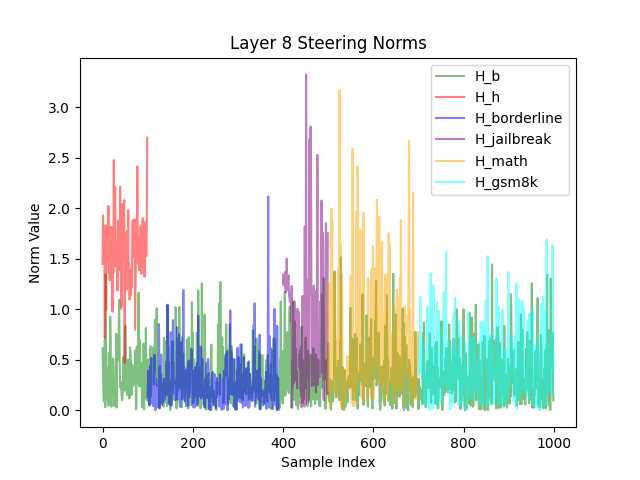 Layer 8 Steering Norms
Norm Value
3.0
2.5
2.0
1.5
1.0
0.5
0.0
H_b
H_h
H_borderline
H_jailbreak
H_math
H_gsm8k
0
200
400
600
800
1000
Sample Index